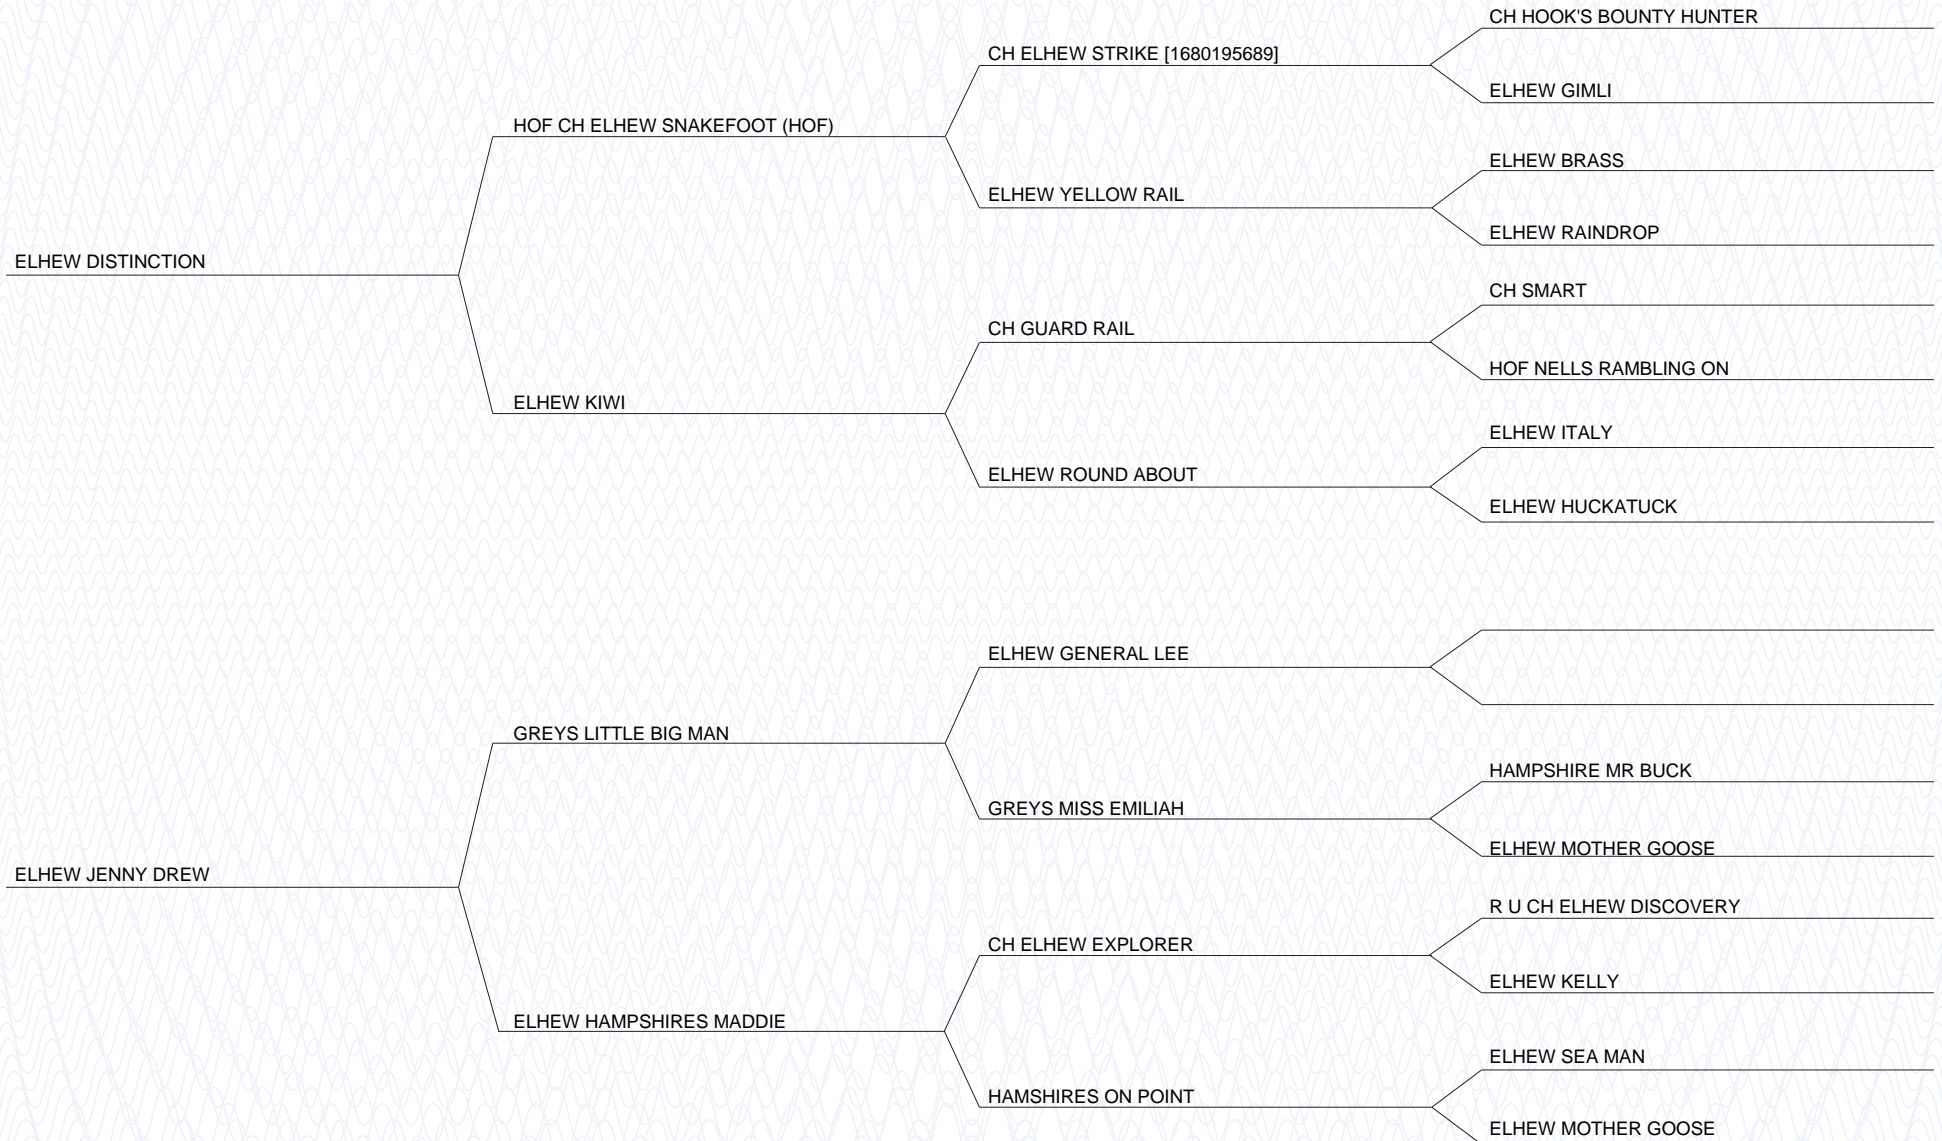 CH HOOK'S BOUNTY HUNTER
CH ELHEW STRIKE [1680195689]
ELHEW GIMLI
HOF CH ELHEW SNAKEFOOT (HOF)
ELHEW BRASS
ELHEW YELLOW RAIL
ELHEW RAINDROP
ELHEW DISTINCTION
CH SMART
CH GUARD RAIL
HOF NELLS RAMBLING ON
ELHEW KIWI
ELHEW ITALY
ELHEW ROUND ABOUT
ELHEW HUCKATUCK
ELHEW GENERAL LEE
GREYS LITTLE BIG MAN
HAMPSHIRE MR BUCK
GREYS MISS EMILIAH
ELHEW MOTHER GOOSE
ELHEW JENNY DREW
R U CH ELHEW DISCOVERY
CH ELHEW EXPLORER
ELHEW KELLY
ELHEW HAMPSHIRES MADDIE
ELHEW SEA MAN
HAMSHIRES ON POINT
ELHEW MOTHER GOOSE